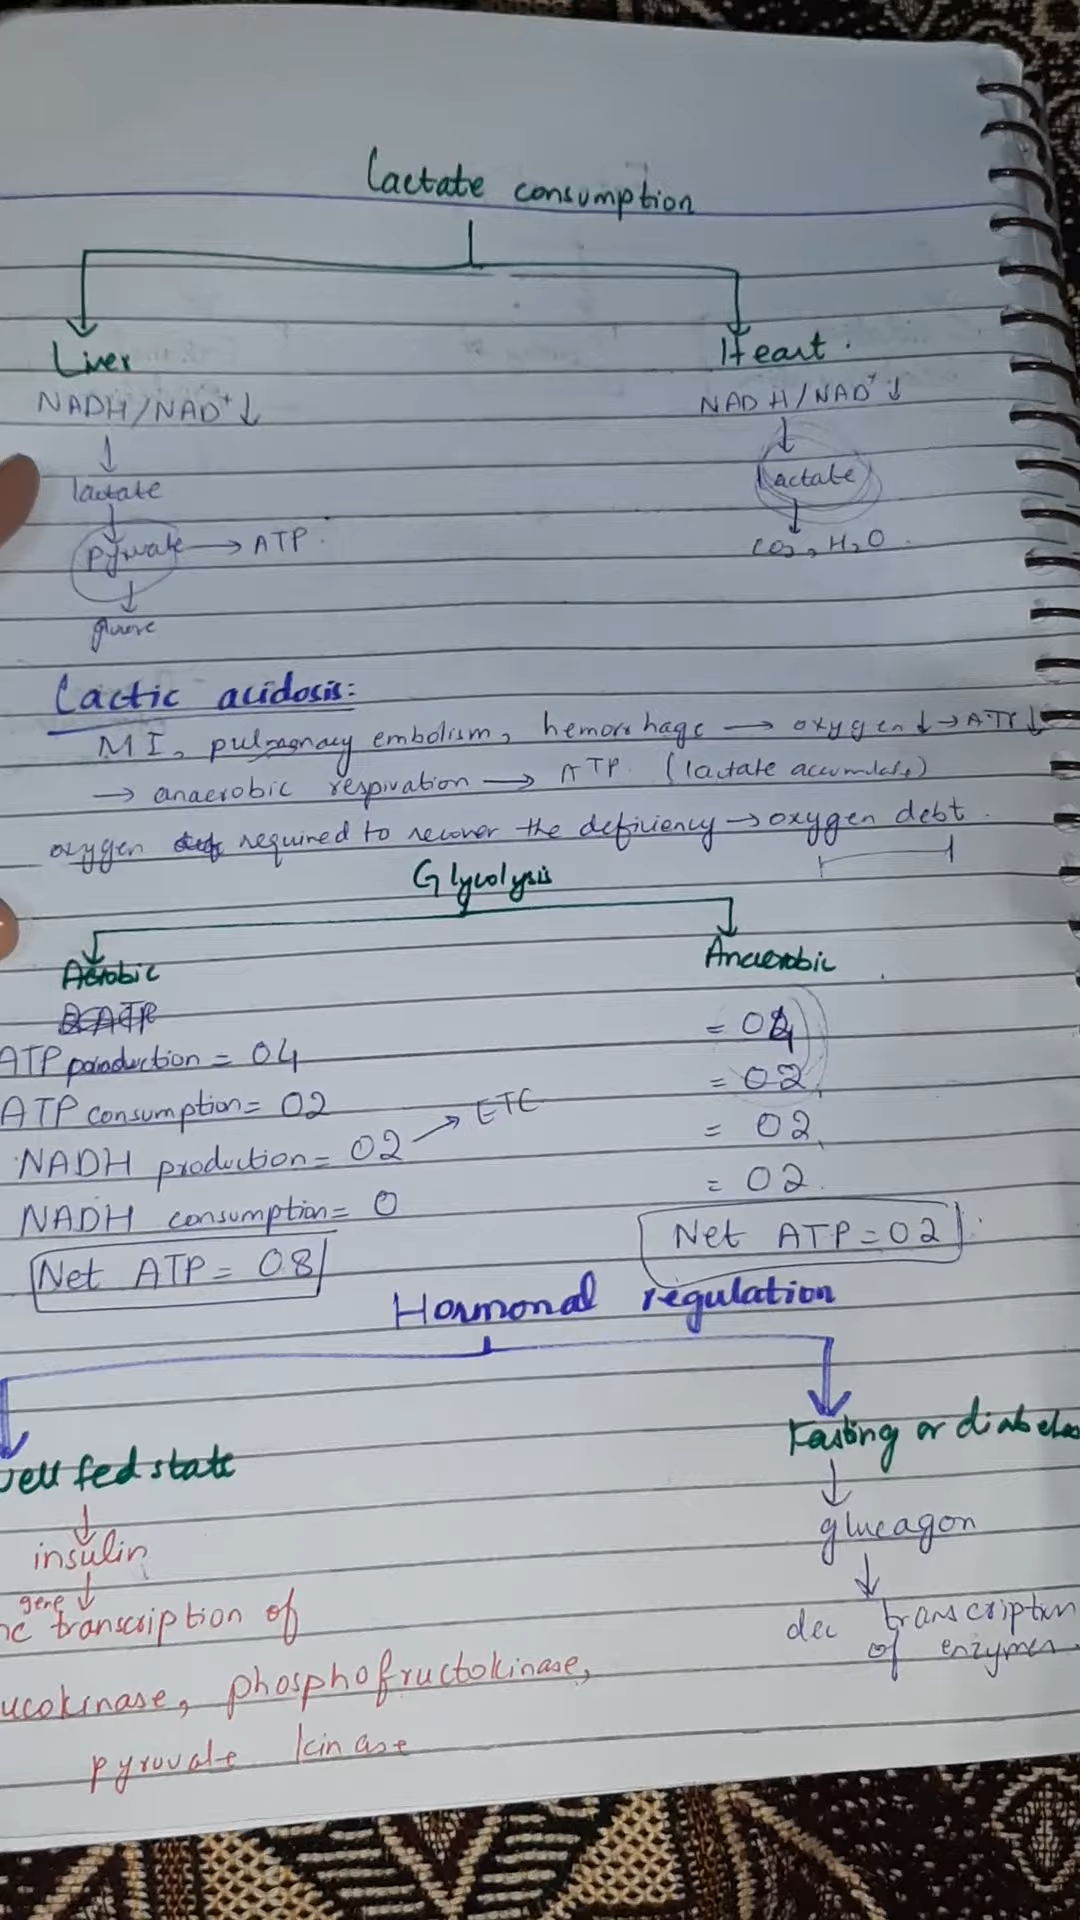 Lactate consumption
Liver
Heart.
NADH/NAD+ ↓
NADH/NAD+ ↓
↓
↓
lactate
lactate
↓
↓
pyruvate → ATP.
CO2, H2O.
↓
Lactic acidosis:
MI, pulmonary embolism, hemorrhage → oxygen ↓ → ATP ↓
→ anaerobic respiration → ATP. (lactate accumulate)
oxygen required to recover the deficiency → oxygen debt.
Glycolysis
Aerobic
Anaerobic
ATP production = 04
= 04
ATP consumption = 02
= 02
NADH production = 02 → ETC
= 02
NADH consumption = 0
= 02
Net ATP = 08
Net ATP = 02
Hormonal regulation
fed state
Fasting or diabetes
↓
↓
insulin
glucagon
gene ↓
↓
transcription of
dec transcription
of enzymes
ucokinase, phosphofructokinase,
pyruvate kinase